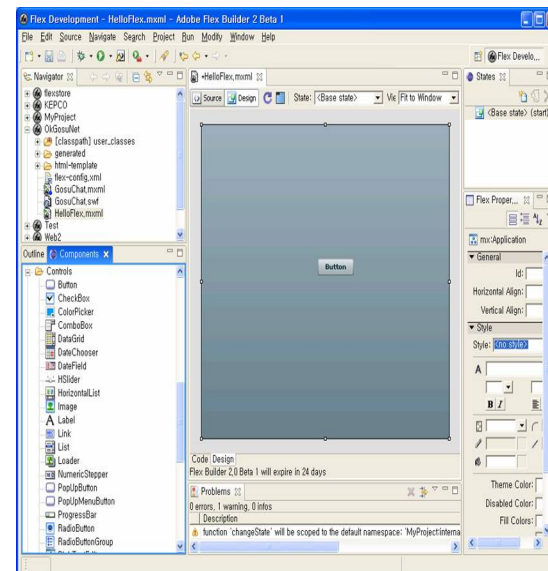 Flex Development - HelloFlex.mxml - Adobe Flex Builder 2 Beta 1
File Edit Source Navigate Search Project Run Modify Window Help
Flex Develo...
Navigator
flexstore
KEPCO
MyProject
OkGosuNet
[classpath] user_classes
generated
html-template
flex-config.xml
GosuChat.mxml
GosuChat.swf
HelloFlex.mxml
Test
Web2
Outline Components
Controls
Button
CheckBox
ColorPicker
ComboBox
DataGrid
DateChooser
DateField
HSlider
HorizontalList
Image
Label
Link
List
Loader
NumericStepper
PopUpButton
PopUpMenuButton
ProgressBar
RadioButton
RadioButtonGroup
*HelloFlex.mxml
Source Design State: <Base state> Vie Fit to Window
Button
Code Design
Flex Builder 2.0 Beta 1 will expire in 24 days
Problems
0 errors, 1 warning, 0 infos
Description
function 'changeState' will be scoped to the default namespace: 'MyProject:interna
States
<Base state> (start)
Flex Proper...
mx:Application
General
Id:
Horizontal Align:
Vertical Align:
Style
Style: <no style>
A
B I
Theme Color:
Disabled Color:
Fill Colors: